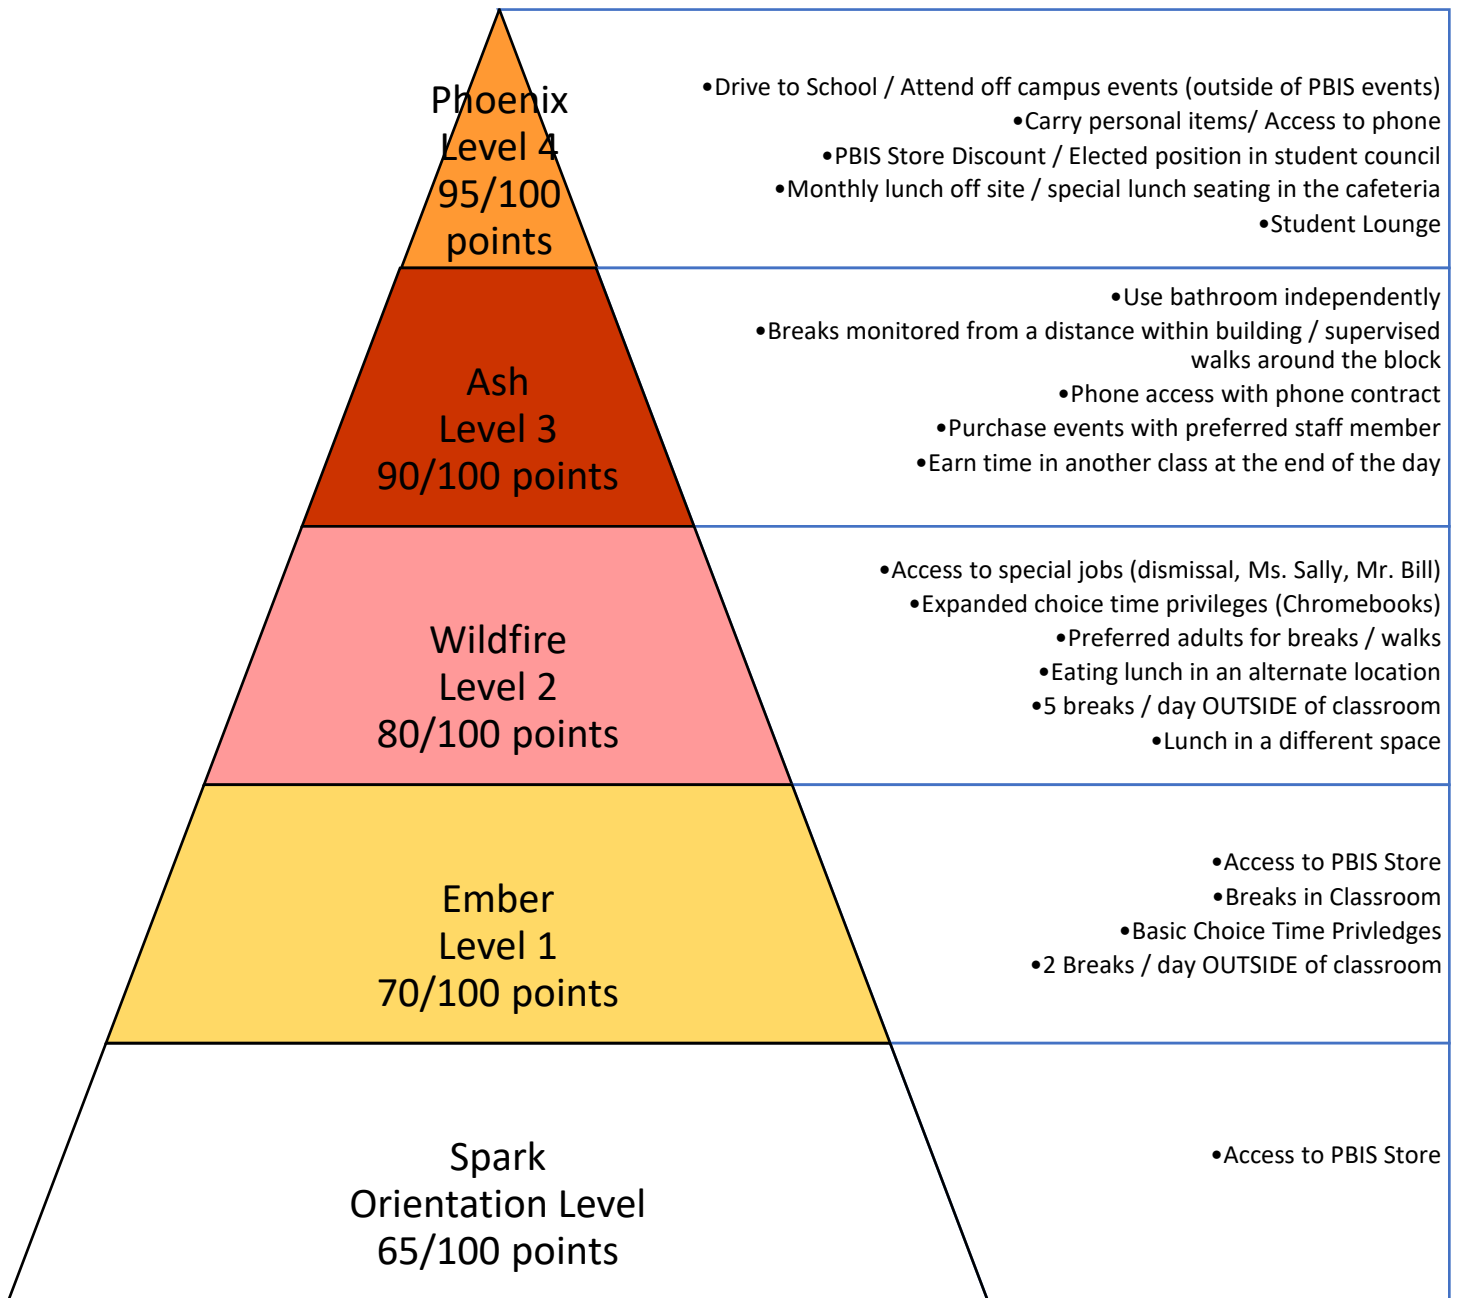 Phoenix
Level 4
95/100
points
•Drive to School / Attend off campus events (outside of PBIS events)
•Carry personal items/ Access to phone
•PBIS Store Discount / Elected position in student council
•Monthly lunch off site / special lunch seating in the cafeteria
•Student Lounge
Ash
Level 3
90/100 points
•Use bathroom independently
•Breaks monitored from a distance within building / supervised
walks around the block
•Phone access with phone contract
•Purchase events with preferred staff member
•Earn time in another class at the end of the day
Wildfire
Level 2
80/100 points
•Access to special jobs (dismissal, Ms. Sally, Mr. Bill)
•Expanded choice time privileges (Chromebooks)
•Preferred adults for breaks / walks
•Eating lunch in an alternate location
•5 breaks / day OUTSIDE of classroom
•Lunch in a different space
Ember
Level 1
70/100 points
•Access to PBIS Store
•Breaks in Classroom
•Basic Choice Time Privledges
•2 Breaks / day OUTSIDE of classroom
Spark
Orientation Level
65/100 points
•Access to PBIS Store